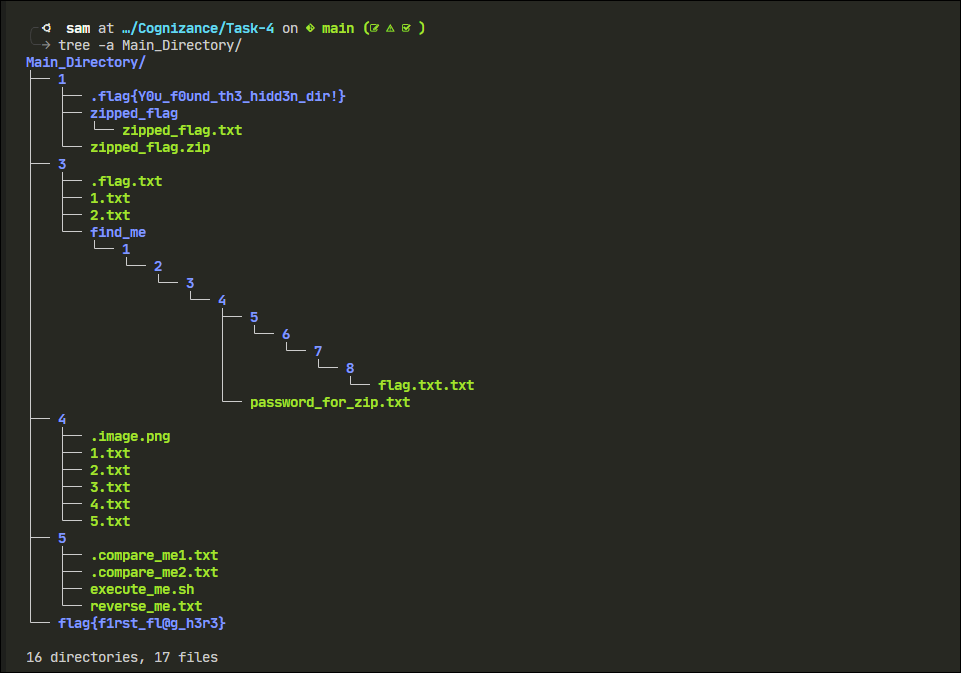 sam at …/Cognizance/Task-4 on main ( )
tree -a Main_Directory/
Main_Directory/
├── 1
│   ├── .flag{Y0u_f0und_th3_hidd3n_dir!}
│   ├── zipped_flag
│   │   └── zipped_flag.txt
│   └── zipped_flag.zip
├── 3
│   ├── .flag.txt
│   ├── 1.txt
│   ├── 2.txt
│   └── find_me
│       └── 1
│           └── 2
│               └── 3
│                   └── 4
│                       ├── 5
│                       │   └── 6
│                       │       └── 7
│                       │           └── 8
│                       │               └── flag.txt.txt
│                       └── password_for_zip.txt
├── 4
│   ├── .image.png
│   ├── 1.txt
│   ├── 2.txt
│   ├── 3.txt
│   ├── 4.txt
│   └── 5.txt
├── 5
│   ├── .compare_me1.txt
│   ├── .compare_me2.txt
│   ├── execute_me.sh
│   └── reverse_me.txt
└── flag{f1rst_fl@g_h3r3}
16 directories, 17 files